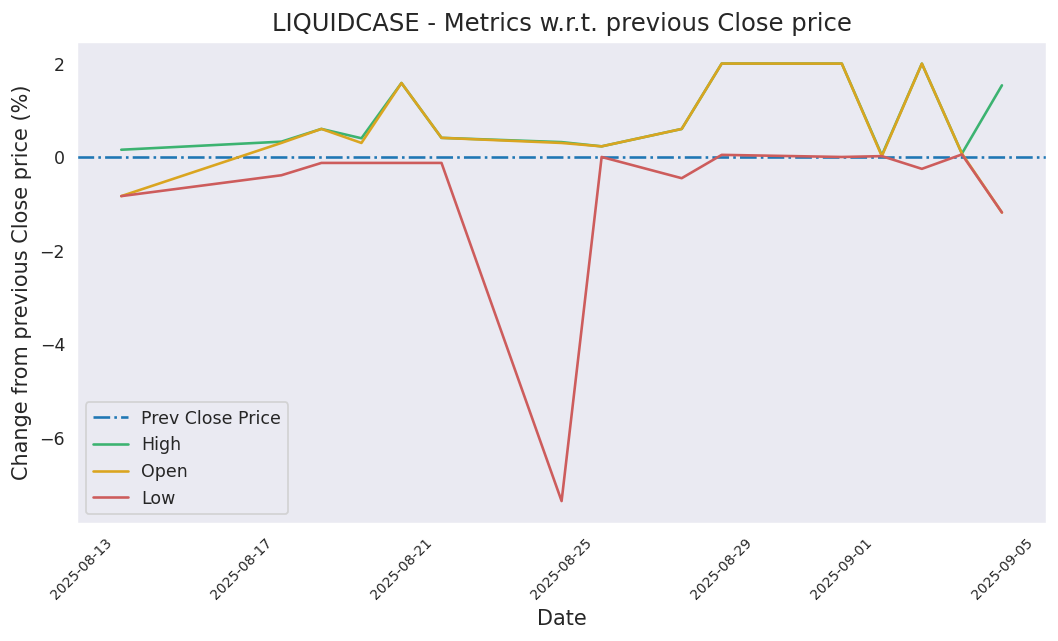 LIQUIDCASE - Metrics w.r.t. previous Close price
Change from previous Close price (%)
2
0
−2
−4
−6
Prev Close Price
High
Open
Low
2025-08-13
2025-08-17
2025-08-21
2025-08-25
2025-08-29
2025-09-01
2025-09-05
Date